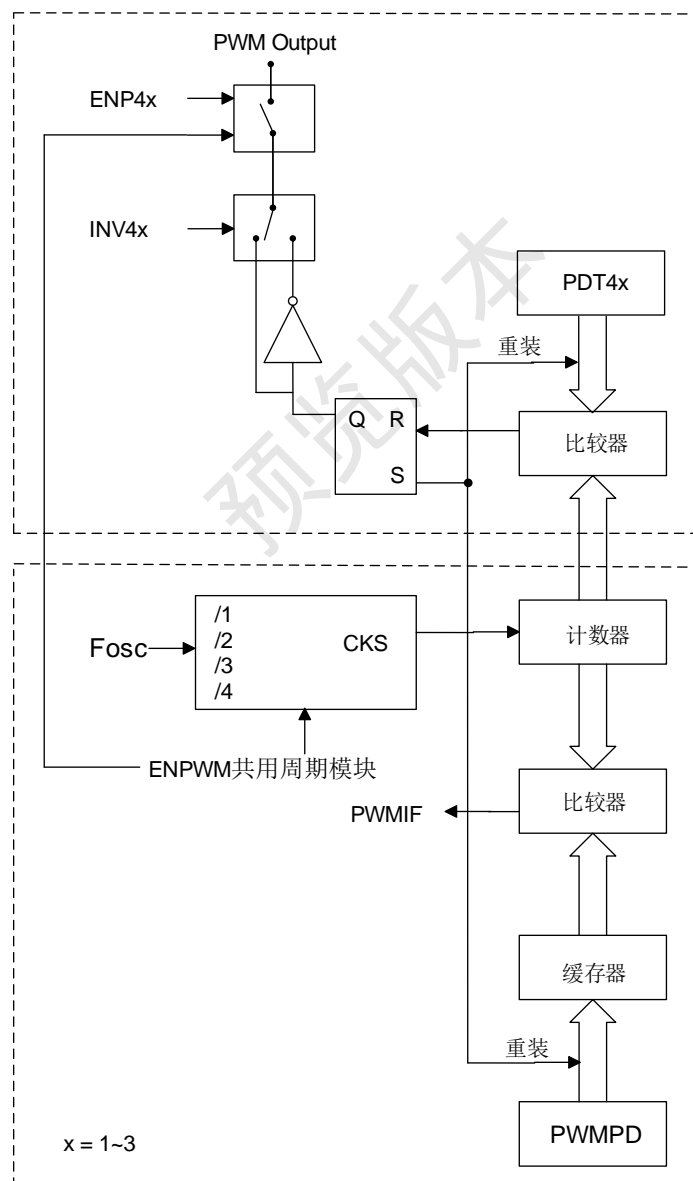 PWM Output
ENP4x
INV4x
PDT4x
重装
Q R
S
比较器
预览版本
/1
/2
/3
/4
CKS
Fosc
计数器
ENPWM共用周期模块
比较器
PWMIF
缓存器
重装
PWMPD
x = 1~3